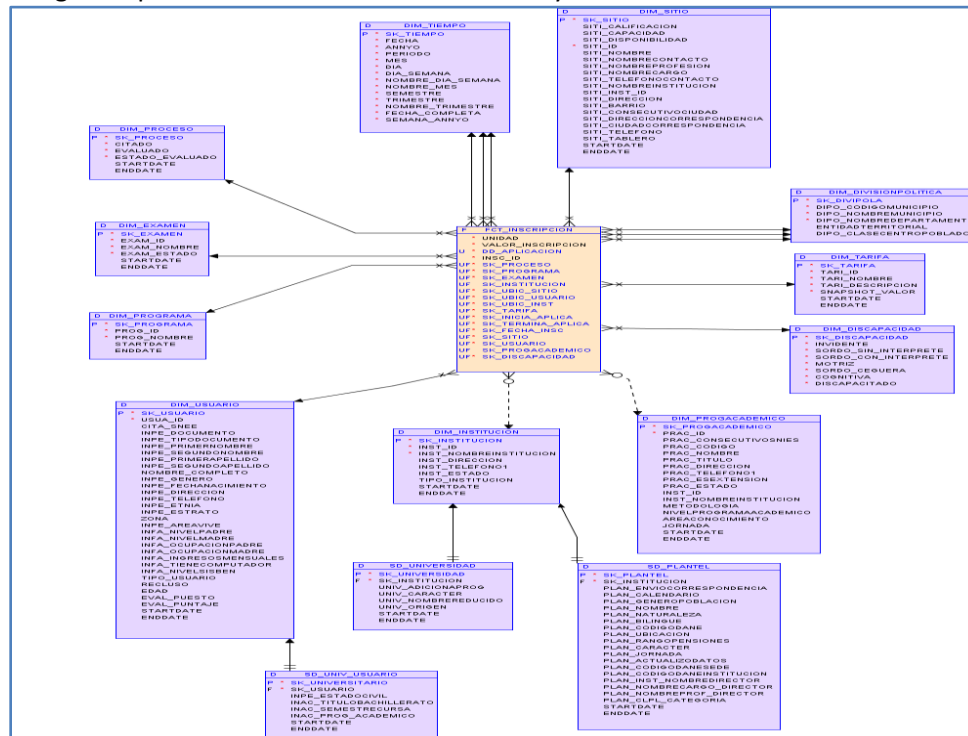 D DIM_TIEMPO
P * SK_TIEMPO
* FECHA
* ANNYO
* PERIODO
* MES
* DIA
* DIA_SEMANA
* NOMBRE_DIA_SEMANA
* NOMBRE_MES
* SEMESTRE
* TRIMESTRE
* NOMBRE_TRIMESTRE
* FECHA_COMPLETA
* SEMANA_ANNYO
D DIM_SITIO
P * SK_SITIO
SITI_CALIFICACION
SITI_CAPACIDAD
SITI_DISPONIBILIDAD
* SITI_ID
SITI_NOMBRE
SITI_NOMBRECONTACTO
SITI_NOMBREPROFESION
SITI_NOMBRECARGO
SITI_TELEFONOCONTACTO
SITI_NOMBREINSTITUCION
SITI_INST_ID
SITI_DIRECCION
SITI_BARRIO
SITI_CONSECUTIVOCIUDAD
SITI_DIRECCIONCORRESPONDENCIA
SITI_CIUDADCORRESPONDENCIA
SITI_TELEFONO
SITI_TABLERO
STARTDATE
ENDDATE
D DIM_PROCESO
P * SK_PROCESO
* CITADO
* EVALUADO
* ESTADO_EVALUADO
STARTDATE
ENDDATE
D DIM_EXAMEN
P * SK_EXAMEN
* EXAM_ID
* EXAM_NOMBRE
* EXAM_ESTADO
STARTDATE
ENDDATE
D DIM_PROGRAMA
P * SK_PROGRAMA
* PROG_ID
* PROG_NOMBRE
STARTDATE
ENDDATE
F FCT_INSCRIPCION
* UNIDAD
* VALOR_INSCRIPCION
U * DD_APLICACION
* INSC_ID
UF* SK_PROCESO
UF* SK_PROGRAMA
UF* SK_EXAMEN
UF SK_INSTITUCION
UF* SK_UBIC_SITIO
UF* SK_UBIC_USUARIO
UF* SK_UBIC_INST
UF* SK_TARIFA
UF* SK_INICIA_APLICA
UF* SK_TERMINA_APLICA
UF* SK_FECHA_INSC
UF* SK_SITIO
UF* SK_USUARIO
UF SK_PROGACADEMICO
UF* SK_DISCAPACIDAD
D DIM_DIVISIONPOLITICA
P * SK_DIVIPOLA
* DIPO_CODIGOMUNICIPIO
* DIPO_NOMBREMUNICIPIO
* DIPO_NOMBREDEPARTAMENT
ENTIDADTERRITORIAL
DIPO_CLASECENTROPOBLADO
D DIM_TARIFA
P * SK_TARIFA
* TARI_ID
* TARI_NOMBRE
* TARI_DESCRIPCION
* SNAPSHOT_VALOR
STARTDATE
ENDDATE
D DIM_DISCAPACIDAD
P * SK_DISCAPACIDAD
* INVIDENTE
* SORDO_SIN_INTERPRETE
* SORDO_CON_INTERPRETE
* MOTRIZ
* SORDO_CEGUERA
* COGNITIVA
* DISCAPACITADO
D DIM_USUARIO
P * SK_USUARIO
* USUA_ID
CITA_SNEE
INPE_DOCUMENTO
INPE_TIPODOCUMENTO
INPE_PRIMERNOMBRE
INPE_SEGUNDONOMBRE
INPE_PRIMERAPELLIDO
INPE_SEGUNDOAPELLIDO
NOMBRE_COMPLETO
INPE_GENERO
INPE_FECHANACIMIENTO
INPE_DIRECCION
INPE_TELEFONO
INPE_ETNIA
INPE_ESTRATO
ZONA
INPE_AREAVIVE
INFA_NIVELPADRE
INFA_NIVELMADRE
INFA_OCUPACIONPADRE
INFA_OCUPACIONMADRE
INFA_INGRESOSMENSUALES
INFA_TIENECOMPUTADOR
INFA_NIVELSISBEN
TIPO_USUARIO
RECLUSO
EDAD
EVAL_PUESTO
EVAL_PUNTAJE
STARTDATE
ENDDATE
D DIM_INSTITUCION
P * SK_INSTITUCION
* INST_ID
* INST_NOMBREINSTITUCION
INST_DIRECCION
INST_TELEFONO1
INST_ESTADO
TIPO_INSTITUCION
STARTDATE
ENDDATE
D DIM_PROGACADEMICO
P * SK_PROGACADEMICO
* PRAC_ID
PRAC_CONSECUTIVOSNIES
PRAC_CODIGO
PRAC_NOMBRE
PRAC_TITULO
PRAC_DIRECCION
PRAC_TELEFONO1
PRAC_ESEXTENSION
PRAC_ESTADO
INST_ID
INST_NOMBREINSTITUCION
METODOLOGIA
NIVELPROGRAMAACADEMICO
AREACONOCIMIENTO
JORNADA
STARTDATE
ENDDATE
D SD_UNIVERSIDAD
P * SK_UNIVERSIDAD
F * SK_INSTITUCION
UNIV_ADICIONAPROG
UNIV_CARACTER
UNIV_NOMBREREDUCIDO
UNIV_ORIGEN
STARTDATE
ENDDATE
D SD_PLANTEL
P * SK_PLANTEL
F * SK_INSTITUCION
PLAN_ENVIOCORRESPONDENCIA
PLAN_CALENDARIO
PLAN_GENEROPOBLACION
PLAN_NOMBRE
PLAN_NATURALEZA
PLAN_BILINGUE
PLAN_CODIGODANE
PLAN_UBICACION
PLAN_RANGOPENSIONES
PLAN_CARACTER
PLAN_JORNADA
PLAN_ACTUALIZODATOS
PLAN_CODIGODANESEDE
PLAN_CODIGODANEINSTITUCION
PLAN_INST_NOMBREDIRECTOR
PLAN_NOMBRECARGO_DIRECTOR
PLAN_NOMBREPROF_DIRECTOR
PLAN_CLPL_CATEGORIA
STARTDATE
ENDDATE
D SD_UNIV_USUARIO
P * SK_UNIVERSITARIO
F * SK_USUARIO
INPE_ESTADOCIVIL
INAC_TITULOBACHILLERATO
INAC_SEMESTRECURSA
INAC_PROG_ACADEMICO
STARTDATE
ENDDATE